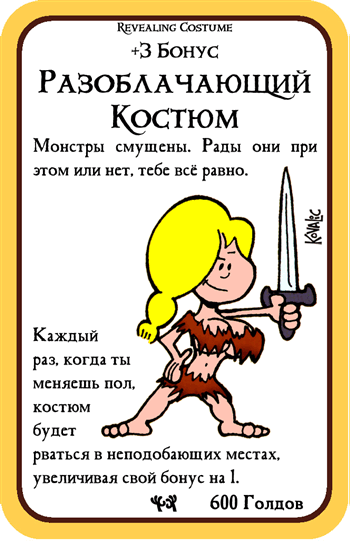 Revealing Costume
+3 Бонус
Разоблачающий
Костюм
Монстры смущены. Рады они при
этом или нет, тебе всё равно.
Kovalic
Каждый
раз, когда ты
меняешь пол,
костюм
будет
рваться в неподобающих местах,
увеличивая свой бонус на 1.
600 Голдов